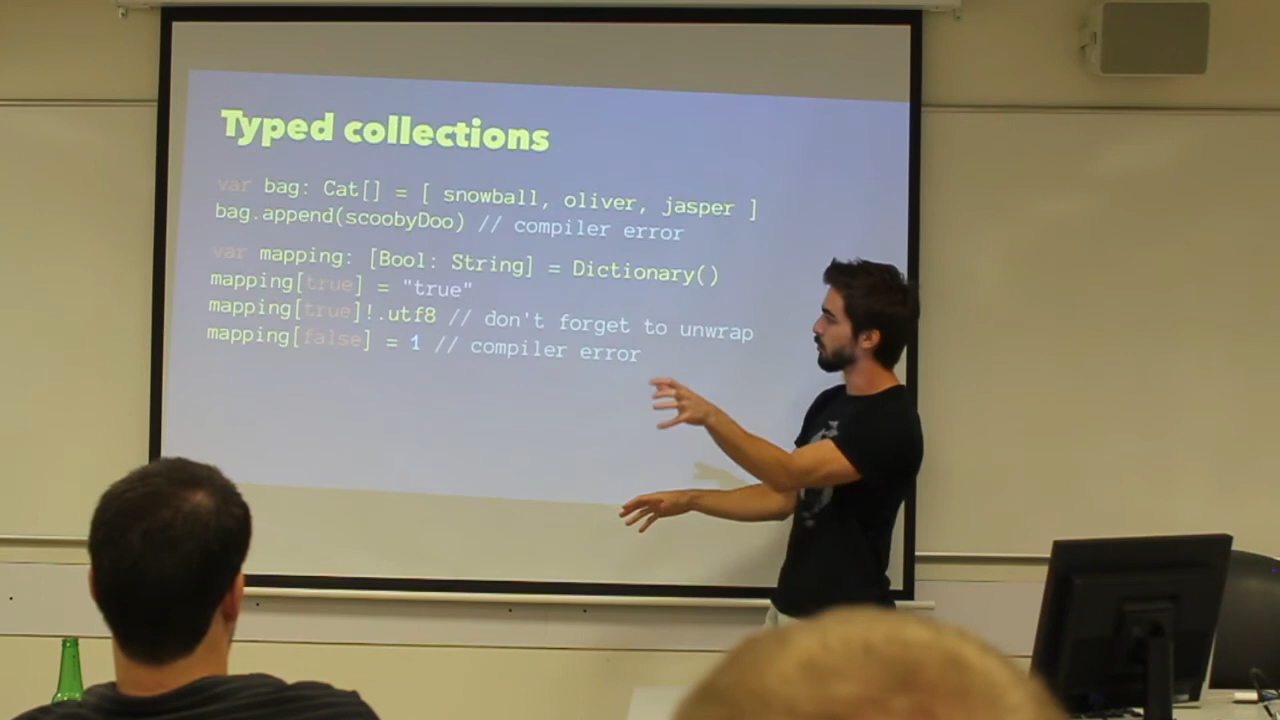 Typed collections
var bag: Cat[] = [ snowball, oliver, jasper ]
bag.append(scoobyDoo) // compiler error
var mapping: [Bool: String] = Dictionary()
mapping[true] = "true"
mapping[true]!.utf8 // don't forget to unwrap
mapping[false] = 1 // compiler error